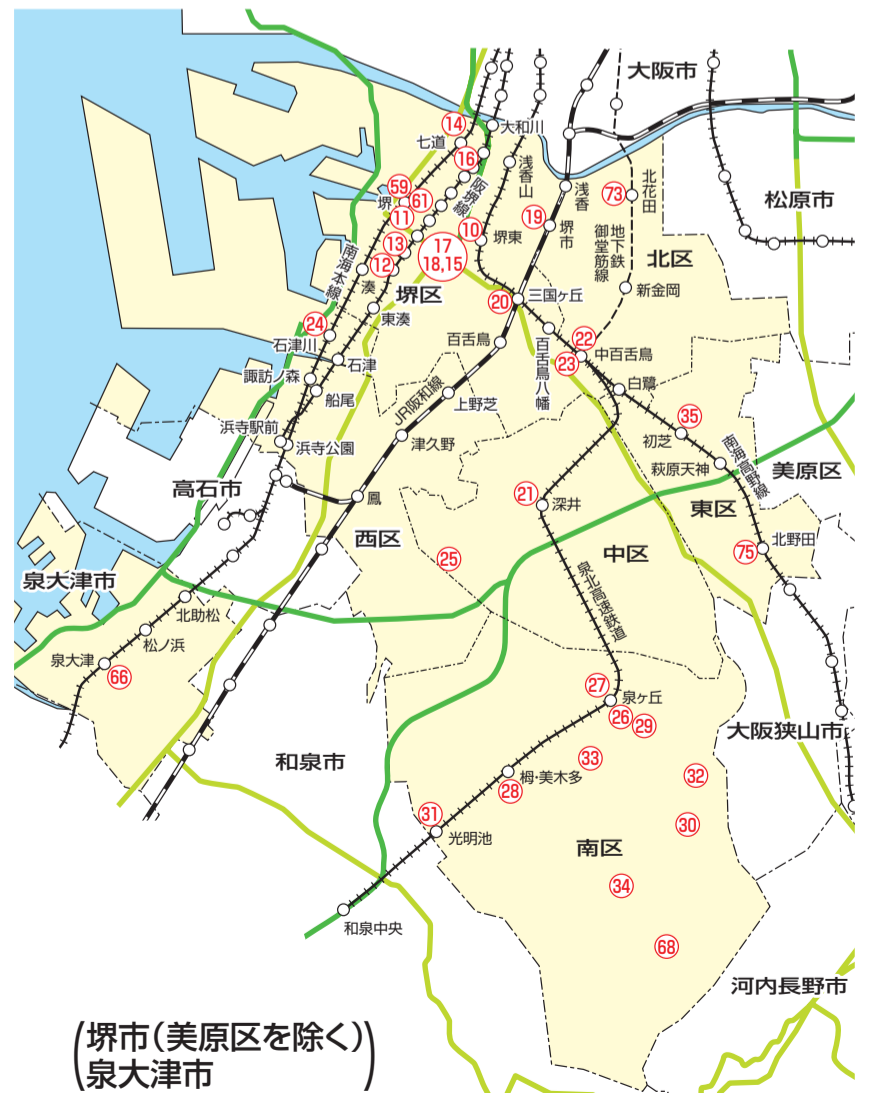 大阪市
14
七道
大和川
16
浅香山
浅香
北花田
73
松原市
59
堺
61
11
阪堺線
10
堺東
19
堺市
地下鉄
御堂筋線
北区
13
12
17
18,15
南海本線
湊
堺区
20
三国ヶ丘
新金岡
東湊
24
石津川
百舌鳥
百舌鳥八幡
22
中百舌鳥
23
石津
諏訪ノ森
船尾
JR阪和線
上野芝
白鷺
35
初芝
浜寺駅前
浜寺公園
津久野
萩原天神
南海高野線
美原区
高石市
鳳
21
深井
東区
西区
25
中区
75
北野田
泉大津市
北助松
松ノ浜
泉北高速鉄道
泉大津
66
27
泉ヶ丘
26
29
大阪狭山市
和泉市
33
32
栂・美木多
28
31
光明池
30
南区
34
和泉中央
68
河内長野市
(堺市(美原区を除く)
泉大津市)